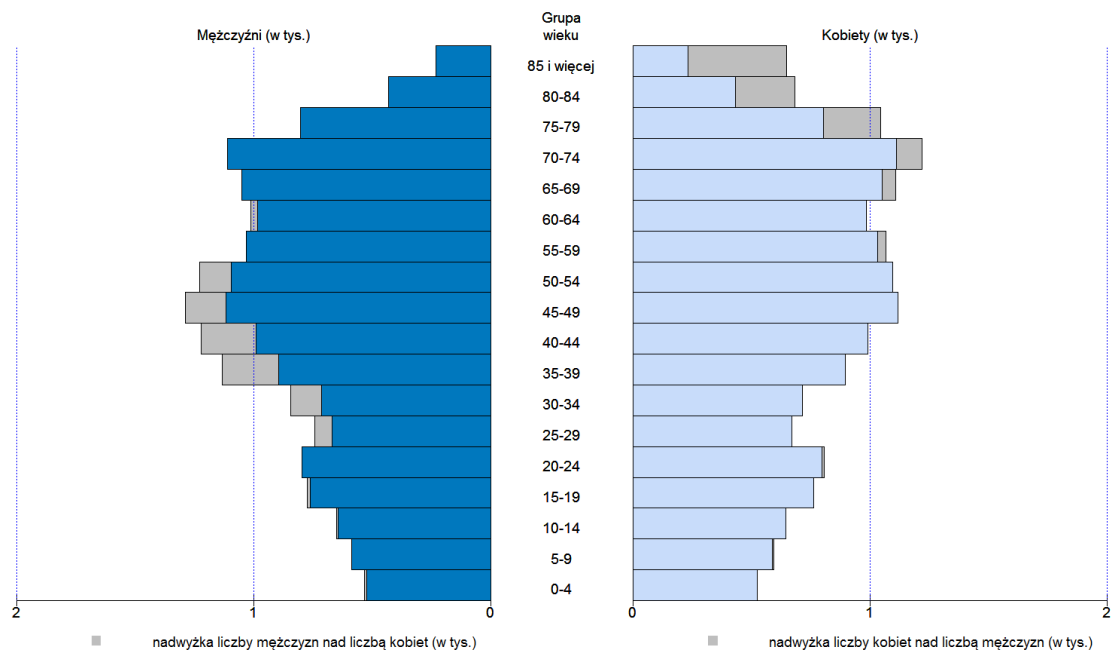 Grupa
wieku
Mężczyźni (w tys.)
Kobiety (w tys.)
85 i więcej
80-84
75-79
70-74
65-69
60-64
55-59
50-54
45-49
40-44
35-39
30-34
25-29
20-24
15-19
10-14
5-9
0-4
2 1 0 0 1 2
nadwyżka liczby mężczyzn nad liczbą kobiet (w tys.)
nadwyżka liczby kobiet nad liczbą mężczyzn (w tys.)